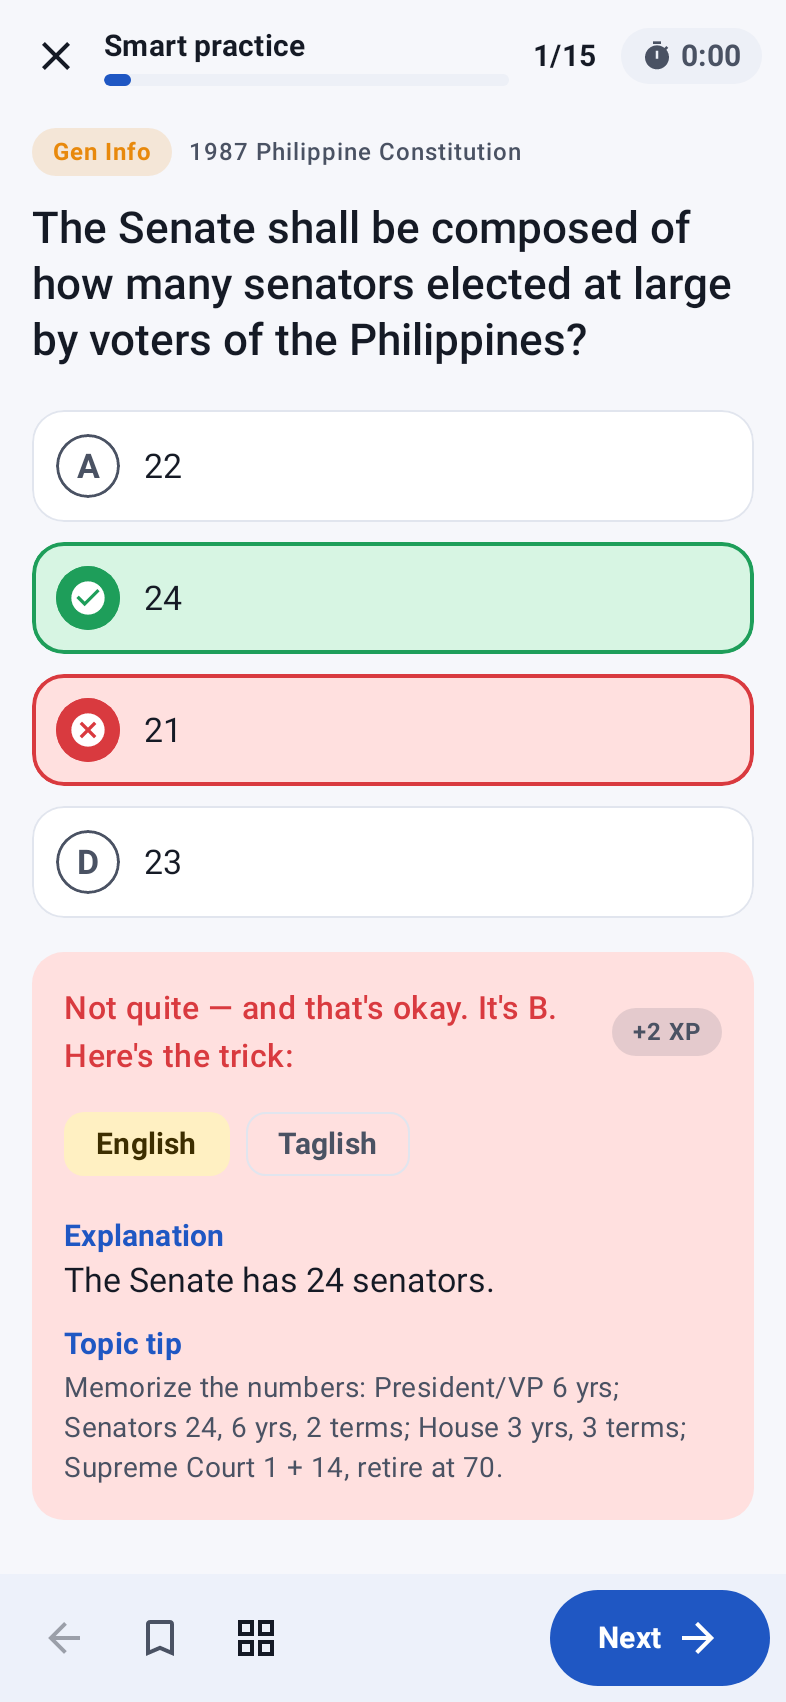 Smart practice
1/15
0:00
Gen Info
1987 Philippine Constitution
The Senate shall be composed of
how many senators elected at large
by voters of the Philippines?
A 22
24
21
D 23
Not quite — and that's okay. It's B.
Here's the trick:
+2 XP
English
Taglish
Explanation
The Senate has 24 senators.
Topic tip
Memorize the numbers: President/VP 6 yrs;
Senators 24, 6 yrs, 2 terms; House 3 yrs, 3 terms;
Supreme Court 1 + 14, retire at 70.
Next